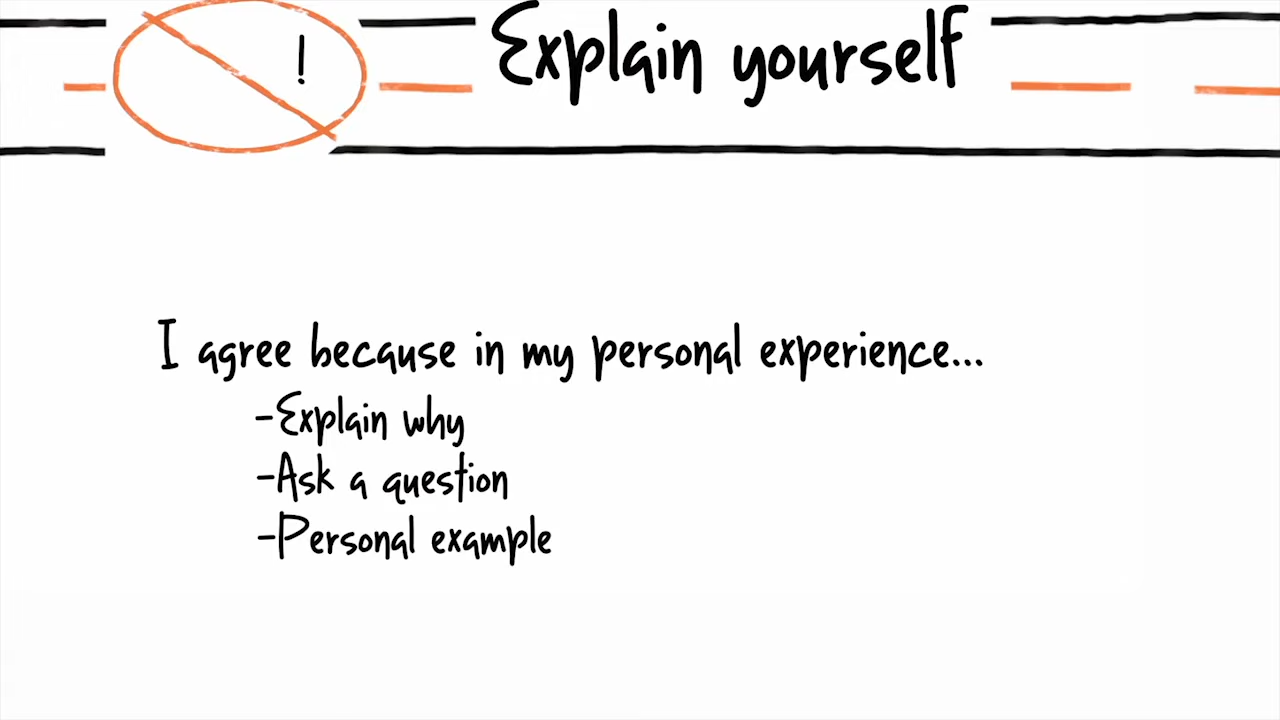 !
Explain yourself
I agree because in my personal experience...
-Explain why
-Ask a question
-Personal example